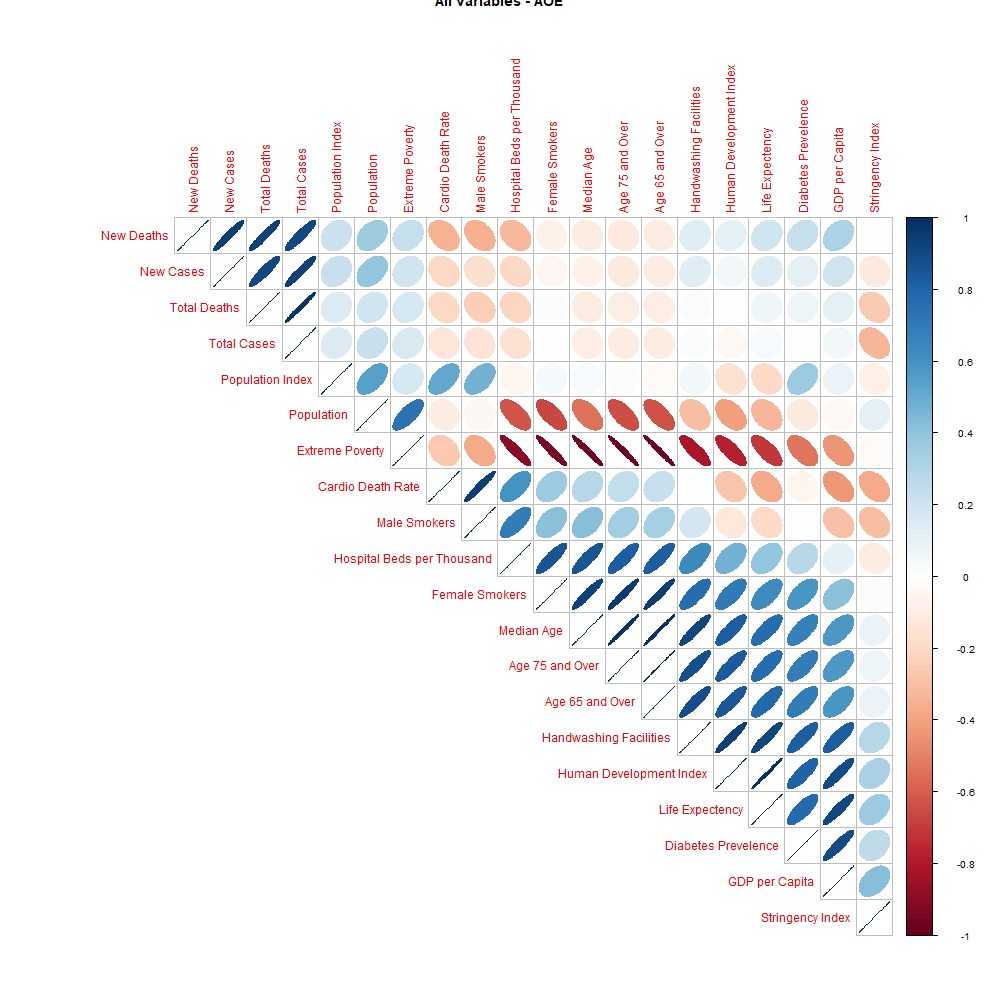 All Variables - AOE
New Deaths
New Cases
Total Deaths
Total Cases
Population Index
Population
Extreme Poverty
Cardio Death Rate
Male Smokers
Hospital Beds per Thousand
Female Smokers
Median Age
Age 75 and Over
Age 65 and Over
Handwashing Facilities
Human Development Index
Life Expectency
Diabetes Prevelence
GDP per Capita
Stringency Index
New Deaths
New Cases
Total Deaths
Total Cases
Population Index
Population
Extreme Poverty
Cardio Death Rate
Male Smokers
Hospital Beds per Thousand
Female Smokers
Median Age
Age 75 and Over
Age 65 and Over
Handwashing Facilities
Human Development Index
Life Expectency
Diabetes Prevelence
GDP per Capita
Stringency Index
1
0.8
0.6
0.4
0.2
0
-0.2
-0.4
-0.6
-0.8
-1